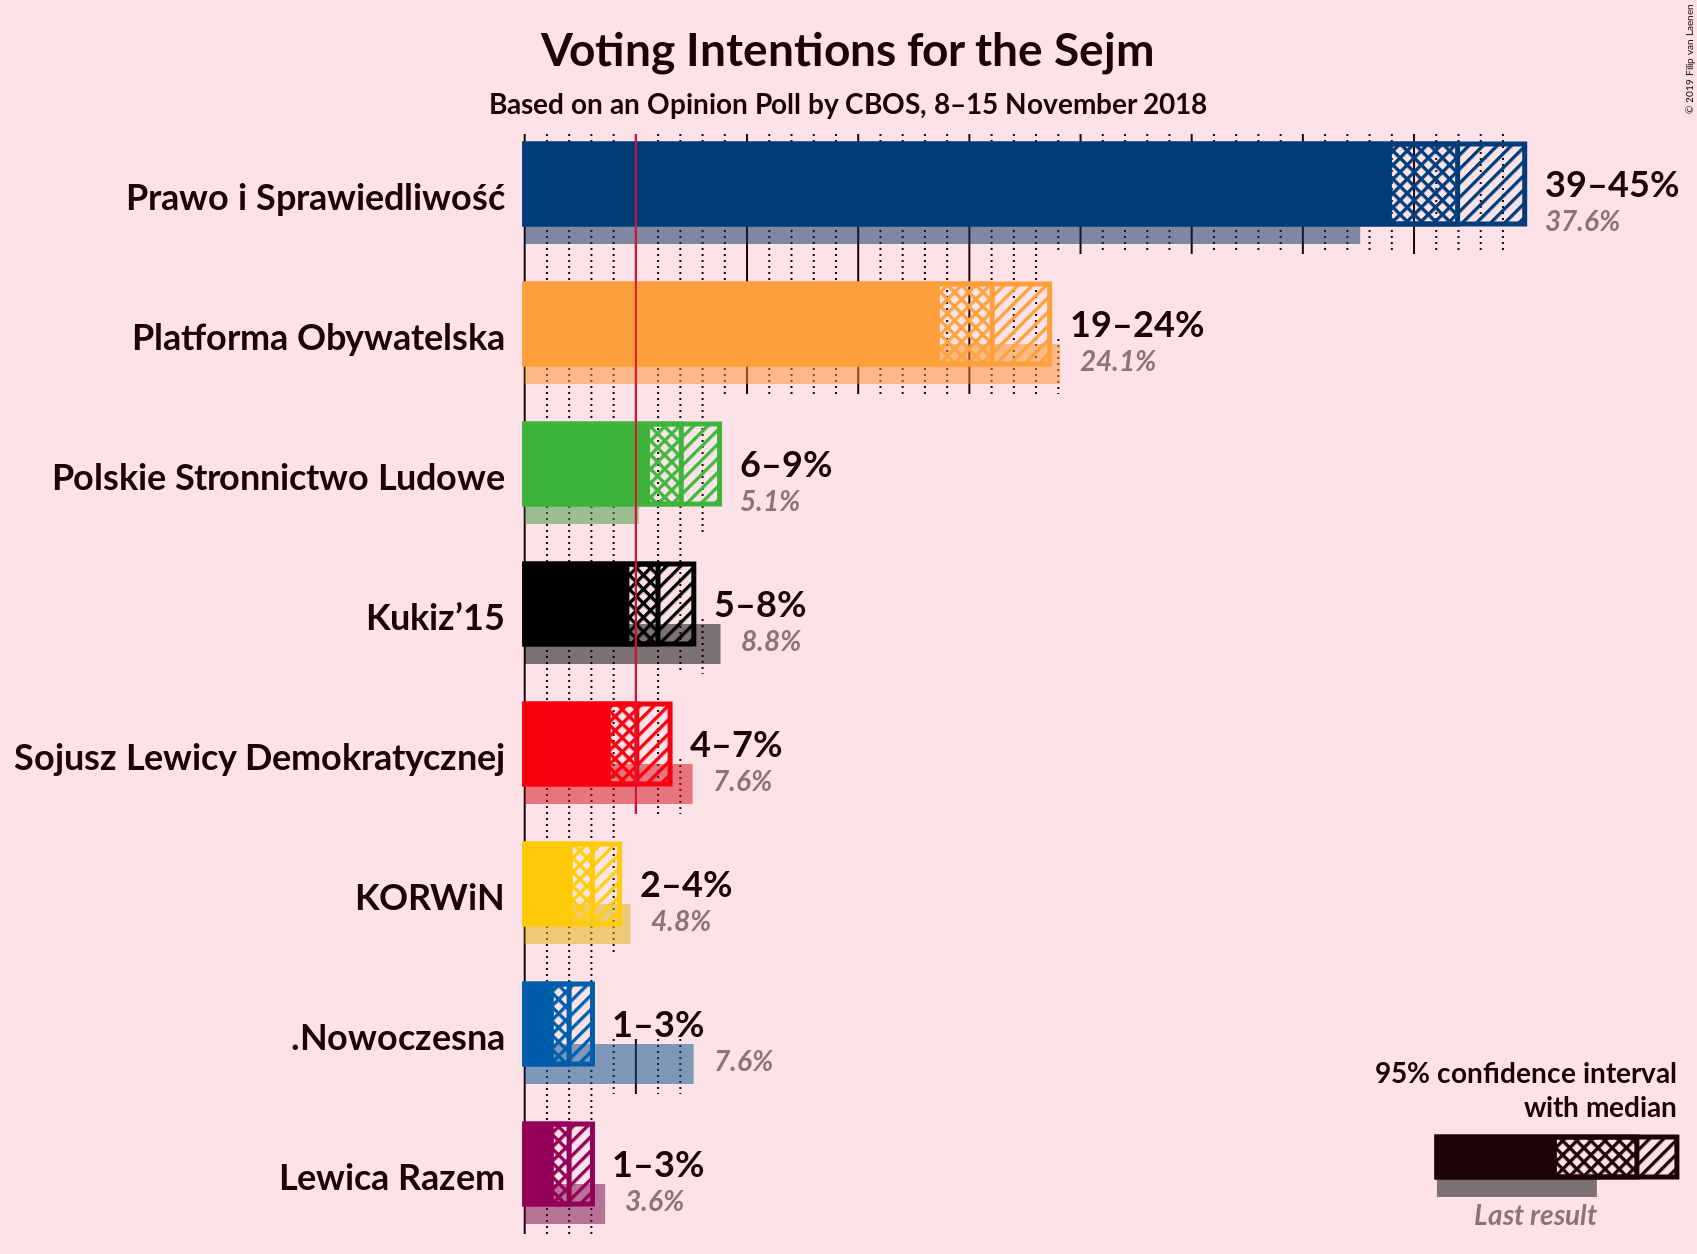 Voting Intentions for the Sejm
Based on an Opinion Poll by CBOS, 8–15 November 2018
© 2019 Filip van Laenen
Prawo i Sprawiedliwość
39–45%
37.6%
Platforma Obywatelska
19–24%
24.1%
Polskie Stronnictwo Ludowe
6–9%
5.1%
Kukiz’15
5–8%
8.8%
Sojusz Lewicy Demokratycznej
4–7%
7.6%
KORWiN
2–4%
4.8%
.Nowoczesna
1–3%
7.6%
Lewica Razem
1–3%
3.6%
95% confidence interval
with median
Last result